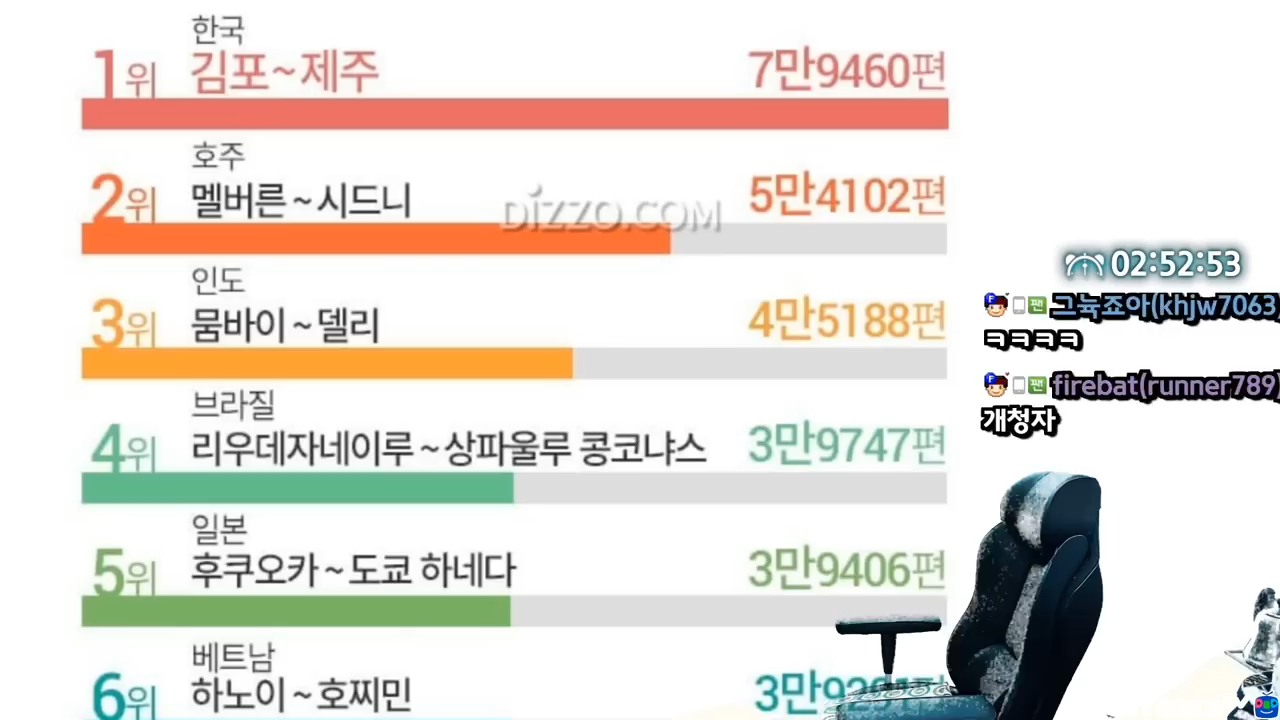 한국
1위 김포~제주 7만9460편
호주
2위 멜버른~시드니 5만4102편
DIZZO.COM
인도
3위 뭄바이~델리 4만5188편
브라질
4위 리우데자네이루~상파울루 콩코냐스 3만9747편
일본
5위 후쿠오카~도쿄 하네다 3만9406편
베트남
6위 하노이~호찌민
02:52:53
그눅죠아(khjw7063)
ㅋㅋㅋㅋ
firebat(runner789)
개청자